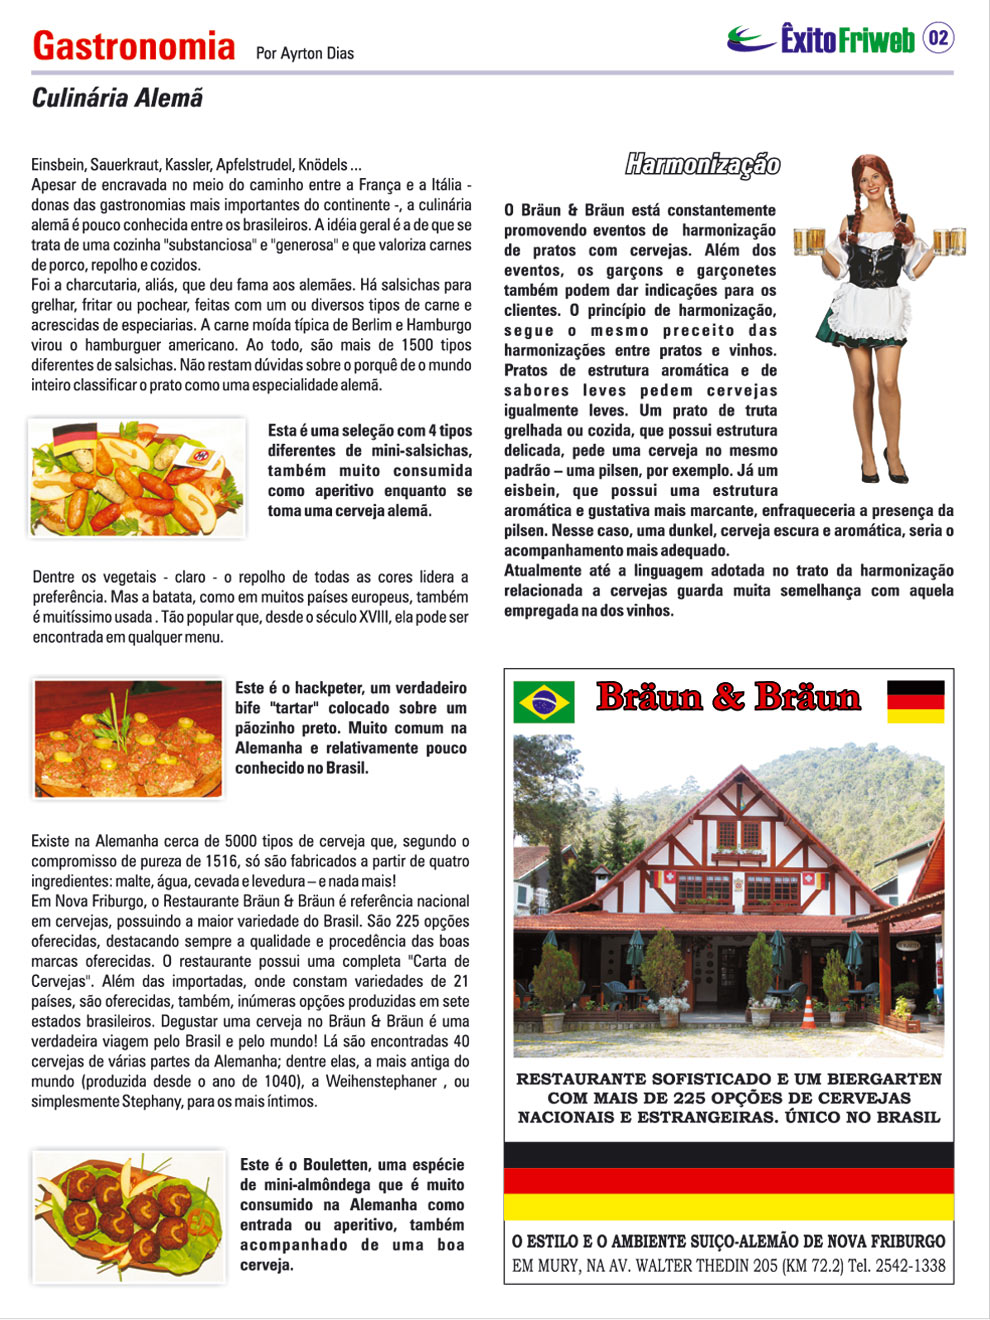 Gastronomia
Por Ayrton Dias
ÊxitoFriweb 02
Culinária Alemã
Einsbein, Sauerkraut, Kassler, Apfelstrudel, Knödels ...
Apesar de encravada no meio do caminho entre a França e a Itália -
donas das gastronomias mais importantes do continente -, a culinária
alemã é pouco conhecida entre os brasileiros. A idéia geral é a de que se
trata de uma cozinha "substanciosa" e "generosa" e que valoriza carnes
de porco, repolho e cozidos.
Foi a charcutaria, aliás, que deu fama aos alemães. Há salsichas para
grelhar, fritar ou pochear, feitas com um ou diversos tipos de carne e
acrescidas de especiarias. A carne moída típica de Berlim e Hamburgo
virou o hamburguer americano. Ao todo, são mais de 1500 tipos
diferentes de salsichas. Não restam dúvidas sobre o porquê de o mundo
inteiro classificar o prato como uma especialidade alemã.
Esta é uma seleção com 4 tipos
diferentes de mini-salsichas,
também muito consumida
como aperitivo enquanto se
toma uma cerveja alemã.
Dentre os vegetais - claro - o repolho de todas as cores lidera a
preferência. Mas a batata, como em muitos países europeus, também
é muitíssimo usada . Tão popular que, desde o século XVIII, ela pode ser
encontrada em qualquer menu.
Este é o hackpeter, um verdadeiro
bife "tartar" colocado sobre um
pãozinho preto. Muito comum na
Alemanha e relativamente pouco
conhecido no Brasil.
Existe na Alemanha cerca de 5000 tipos de cerveja que, segundo o
compromisso de pureza de 1516, só são fabricados a partir de quatro
ingredientes: malte, água, cevada e levedura – e nada mais!
Em Nova Friburgo, o Restaurante Bräun & Bräun é referência nacional
em cervejas, possuindo a maior variedade do Brasil. São 225 opções
oferecidas, destacando sempre a qualidade e procedência das boas
marcas oferecidas. O restaurante possui uma completa "Carta de
Cervejas". Além das importadas, onde constam variedades de 21
países, são oferecidas, também, inúmeras opções produzidas em sete
estados brasileiros. Degustar uma cerveja no Bräun & Bräun é uma
verdadeira viagem pelo Brasil e pelo mundo! Lá são encontradas 40
cervejas de várias partes da Alemanha; dentre elas, a mais antiga do
mundo (produzida desde o ano de 1040), a Weihenstephaner , ou
simplesmente Stephany, para os mais íntimos.
Este é o Bouletten, uma espécie
de mini-almôndega que é muito
consumido na Alemanha como
entrada ou aperitivo, também
acompanhado de uma boa
cerveja.
Harmonização
O Bräun & Bräun está constantemente
promovendo eventos de harmonização
de pratos com cervejas. Além dos
eventos, os garçons e garçonetes
também podem dar indicações para os
clientes. O princípio de harmonização,
segue o mesmo preceito das
harmonizações entre pratos e vinhos.
Pratos de estrutura aromática e de
sabores leves pedem cervejas
igualmente leves. Um prato de truta
grelhada ou cozida, que possui estrutura
delicada, pede uma cerveja no mesmo
padrão – uma pilsen, por exemplo. Já um
eisbein, que possui uma estrutura
aromática e gustativa mais marcante, enfraqueceria a presença da
pilsen. Nesse caso, uma dunkel, cerveja escura e aromática, seria o
acompanhamento mais adequado.
Atualmente até a linguagem adotada no trato da harmonização
relacionada a cervejas guarda muita semelhança com aquela
empregada na dos vinhos.
Bräun & Bräun
RESTAURANTE SOFISTICADO E UM BIERGARTEN
COM MAIS DE 225 OPÇÕES DE CERVEJAS
NACIONAIS E ESTRANGEIRAS. ÚNICO NO BRASIL
O ESTILO E O AMBIENTE SUIÇO-ALEMÃO DE NOVA FRIBURGO
EM MURY, NA AV. WALTER THEDIN 205 (KM 72.2) Tel. 2542-1338